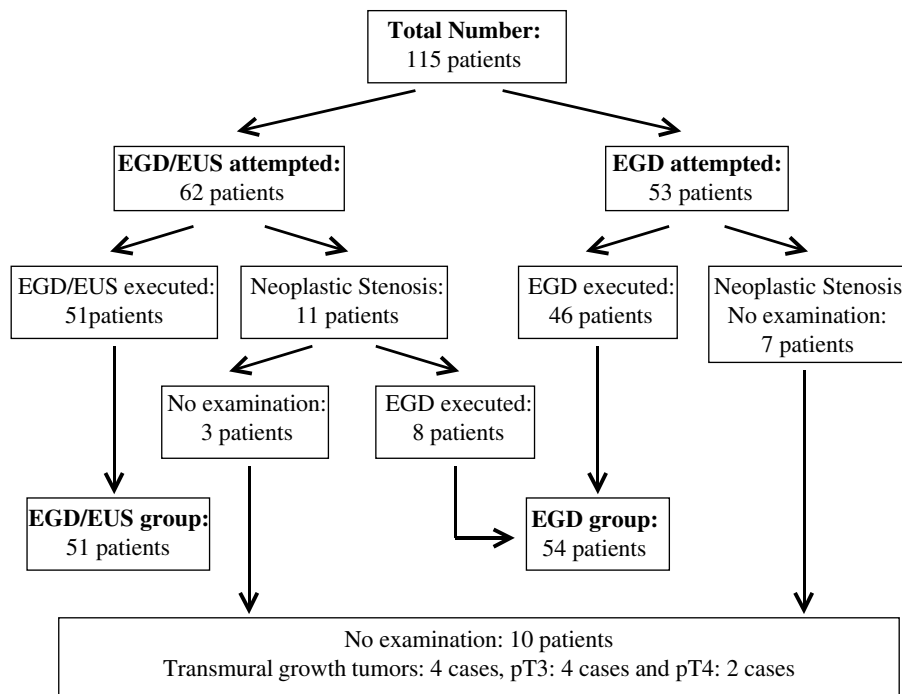 Total Number:
115 patients
EGD/EUS attempted:
62 patients
EGD attempted:
53 patients
EGD/EUS executed:
51patients
Neoplastic Stenosis:
11 patients
EGD executed:
46 patients
Neoplastic Stenosis
No examination:
7 patients
No examination:
3 patients
EGD executed:
8 patients
EGD/EUS group:
51 patients
EGD group:
54 patients
No examination: 10 patients
Transmural growth tumors: 4 cases, pT3: 4 cases and pT4: 2 cases